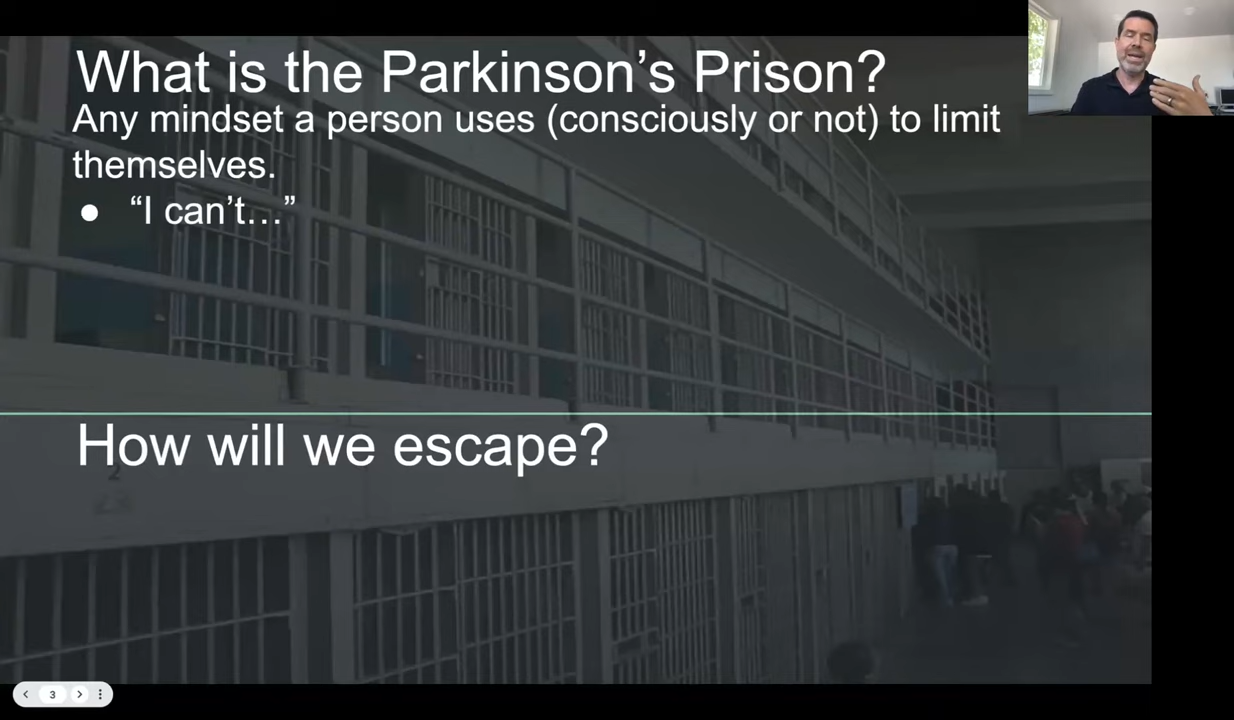 What is the Parkinson’s Prison?
Any mindset a person uses (consciously or not) to limit
themselves.
● “I can’t…”
How will we escape?
2
3